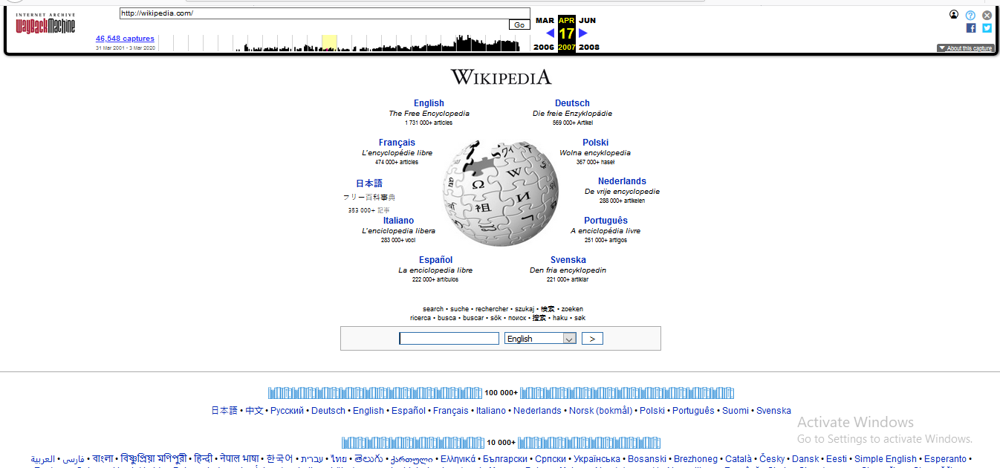 INTERNET ARCHIVE
WayBackMachine
http://wikipedia.com/
Go
MAR APR JUN
17
2006 2007 2008
46,548 captures
31 Mar 2001 - 3 Mar 2020
About this capture
WIKIPEDIA
English
The Free Encyclopedia
1 731 000+ articles
Deutsch
Die freie Enzyklopädie
569 000+ Artikel
Français
L'encyclopédie libre
474 000+ articles
Polski
Wolna encyklopedia
367 000+ haseł
日本語
フリー百科事典
353 000+ 記事
Nederlands
De vrije encyclopedie
288 000+ artikelen
Italiano
L'enciclopedia libera
283 000+ voci
Português
A enciclopédia livre
251 000+ artigos
Español
La enciclopedia libre
222 000+ artículos
Svenska
Den fria encyklopedin
221 000+ artiklar
Ω W И 祖
search • suche • rechercher • szukaj • 検索 • zoeken
ricerca • busca • buscar • sök • поиск • 搜索 • haku • søk
English
>
100 000+
日本語 • 中文 • Русский • Deutsch • English • Español • Français • Italiano • Nederlands • Norsk (bokmål) • Polski • Português • Suomi • Svenska
Activate Windows
Go to Settings to activate Windows.
10 000+
العربية • فارسی • বাংলা • বিষ্ণুপ্রিয়া মণিপুরী • हिन्दी • नेपाल भाषा • 한국어 • עברית • ไทย • తెలుగు • ქართული • Ελληνικά • Български • Српски • Українська • Bosanski • Brezhoneg • Català • Česky • Dansk • Eesti • Simple English • Esperanto •